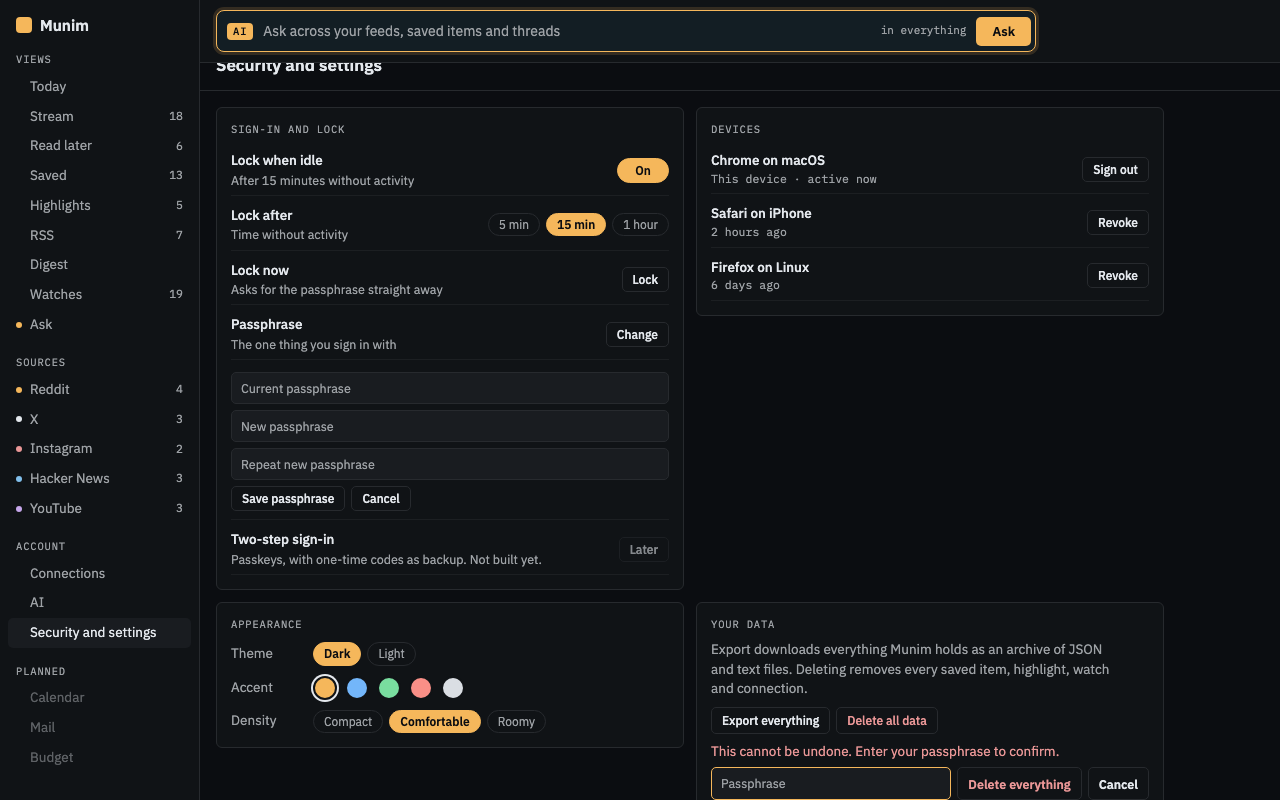 Munim
VIEWS
Today
Stream 18
Read later 6
Saved 13
Highlights 5
RSS 7
Digest
Watches 19
Ask
SOURCES
Reddit 4
X 3
Instagram 2
Hacker News 3
YouTube 3
ACCOUNT
Connections
AI
Security and settings
PLANNED
Calendar
Mail
Budget
AI Ask across your feeds, saved items and threads in everything Ask
Security and settings
SIGN-IN AND LOCK
Lock when idle
After 15 minutes without activity
On
Lock after
Time without activity
5 min 15 min 1 hour
Lock now
Asks for the passphrase straight away
Lock
Passphrase
The one thing you sign in with
Change
Current passphrase
New passphrase
Repeat new passphrase
Save passphrase Cancel
Two-step sign-in
Passkeys, with one-time codes as backup. Not built yet.
Later
DEVICES
Chrome on macOS
This device · active now
Sign out
Safari on iPhone
2 hours ago
Revoke
Firefox on Linux
6 days ago
Revoke
APPEARANCE
Theme Dark Light
Accent
Density Compact Comfortable Roomy
YOUR DATA
Export downloads everything Munim holds as an archive of JSON
and text files. Deleting removes every saved item, highlight, watch
and connection.
Export everything Delete all data
This cannot be undone. Enter your passphrase to confirm.
Passphrase Delete everything Cancel